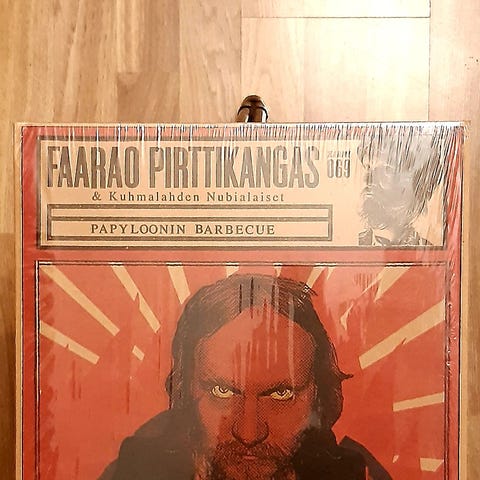 FAARAO PIRTTIKANGAS
069
& Kuhmalahden Nubialaiset
PAPYLOONIN BARBECUE